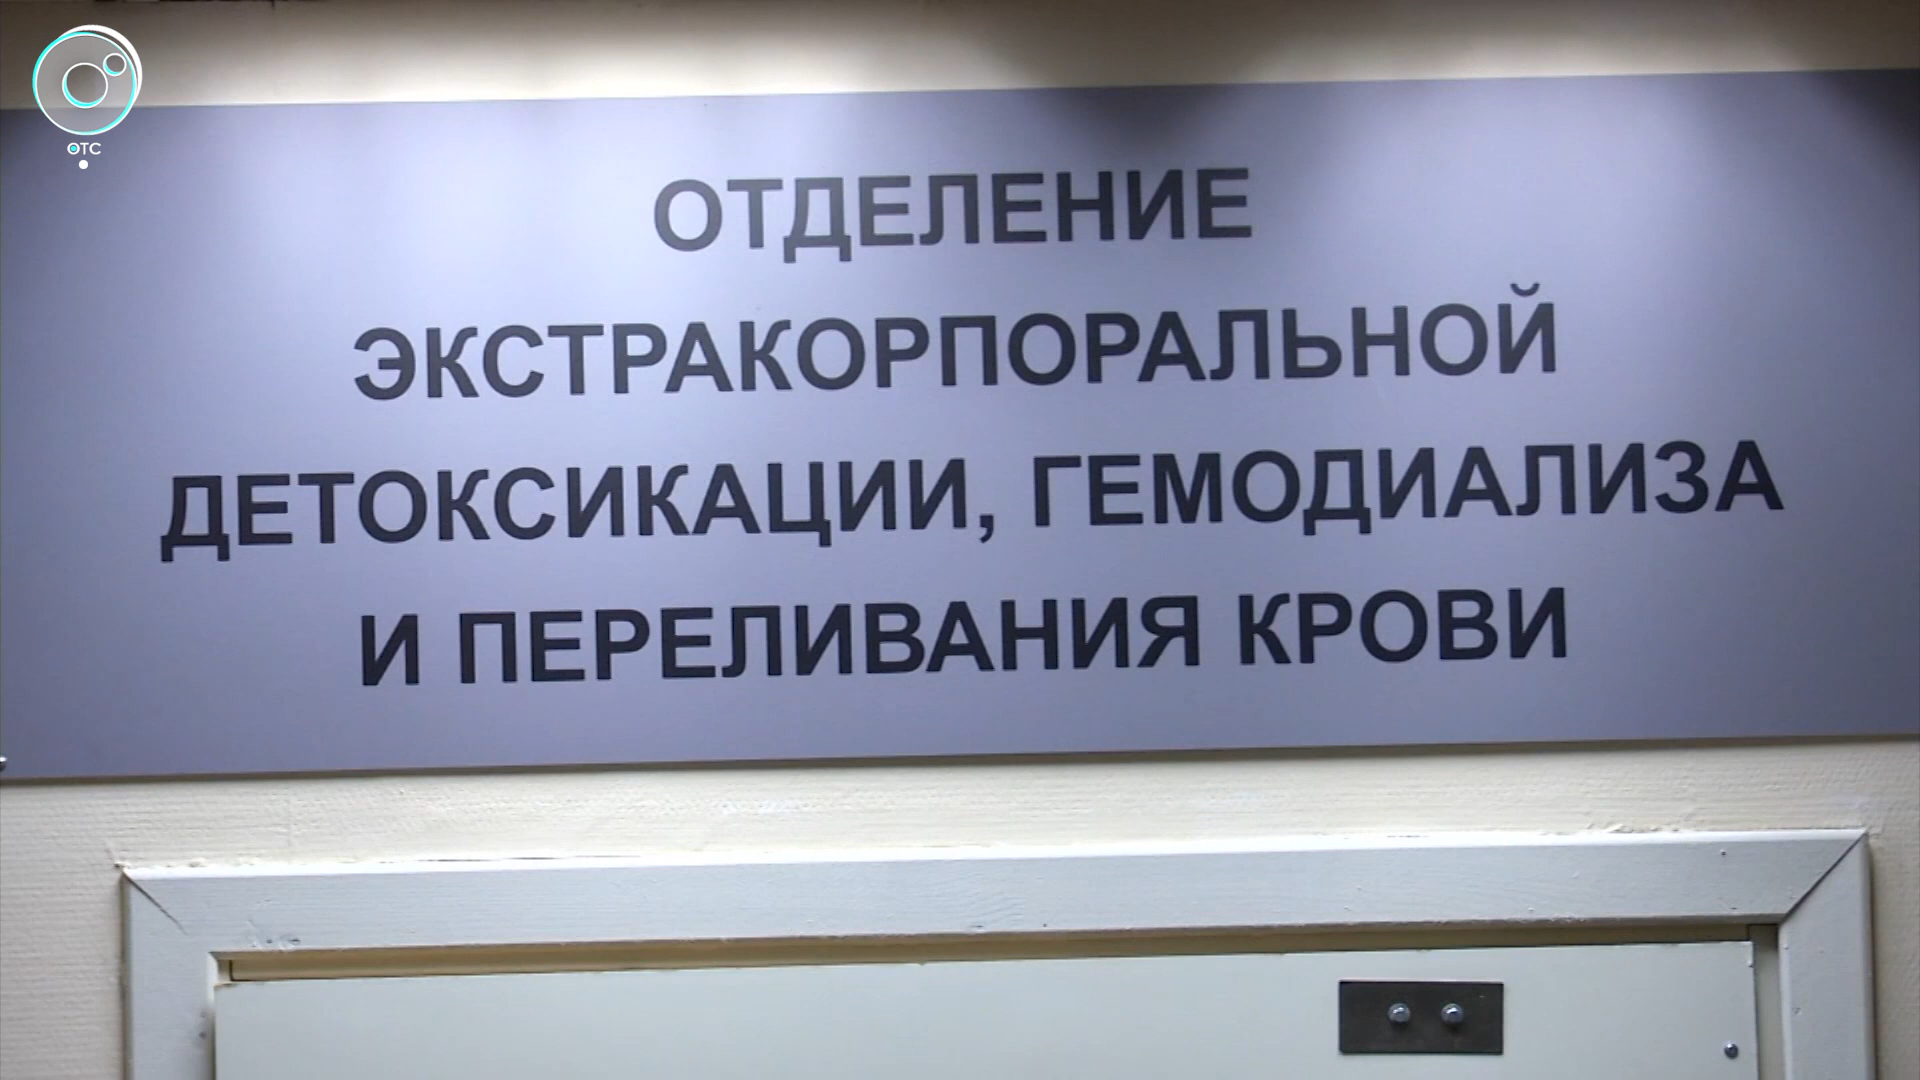 ОТС
ОТДЕЛЕНИЕ
ЭКСТРАКОРПОРАЛЬНОЙ
ДЕТОКСИКАЦИИ, ГЕМОДИАЛИЗА
И ПЕРЕЛИВАНИЯ КРОВИ